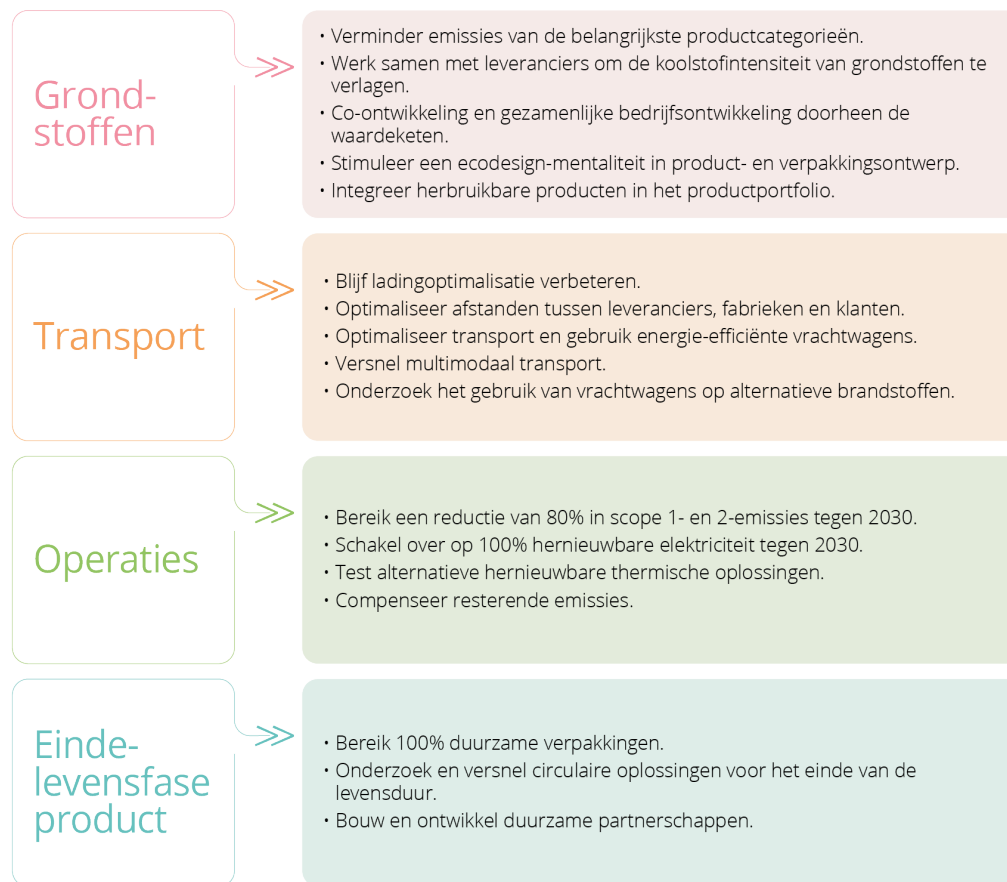 Grond-
stoffen
• Verminder emissies van de belangrijkste productcategorieën.
• Werk samen met leveranciers om de koolstofintensiteit van grondstoffen te
verlagen.
• Co-ontwikkeling en gezamenlijke bedrijfsontwikkeling doorheen de
waardeketen.
• Stimuleer een ecodesign-mentaliteit in product- en verpakkingsontwerp.
• Integreer herbruikbare producten in het productportfolio.
Transport
• Blijf ladingoptimalisatie verbeteren.
• Optimaliseer afstanden tussen leveranciers, fabrieken en klanten.
• Optimaliseer transport en gebruik energie-efficiënte vrachtwagens.
• Versnel multimodaal transport.
• Onderzoek het gebruik van vrachtwagens op alternatieve brandstoffen.
Operaties
• Bereik een reductie van 80% in scope 1- en 2-emissies tegen 2030.
• Schakel over op 100% hernieuwbare elektriciteit tegen 2030.
• Test alternatieve hernieuwbare thermische oplossingen.
• Compenseer resterende emissies.
Einde-
levensfase
product
• Bereik 100% duurzame verpakkingen.
• Onderzoek en versnel circulaire oplossingen voor het einde van de
levensduur.
• Bouw en ontwikkel duurzame partnerschappen.